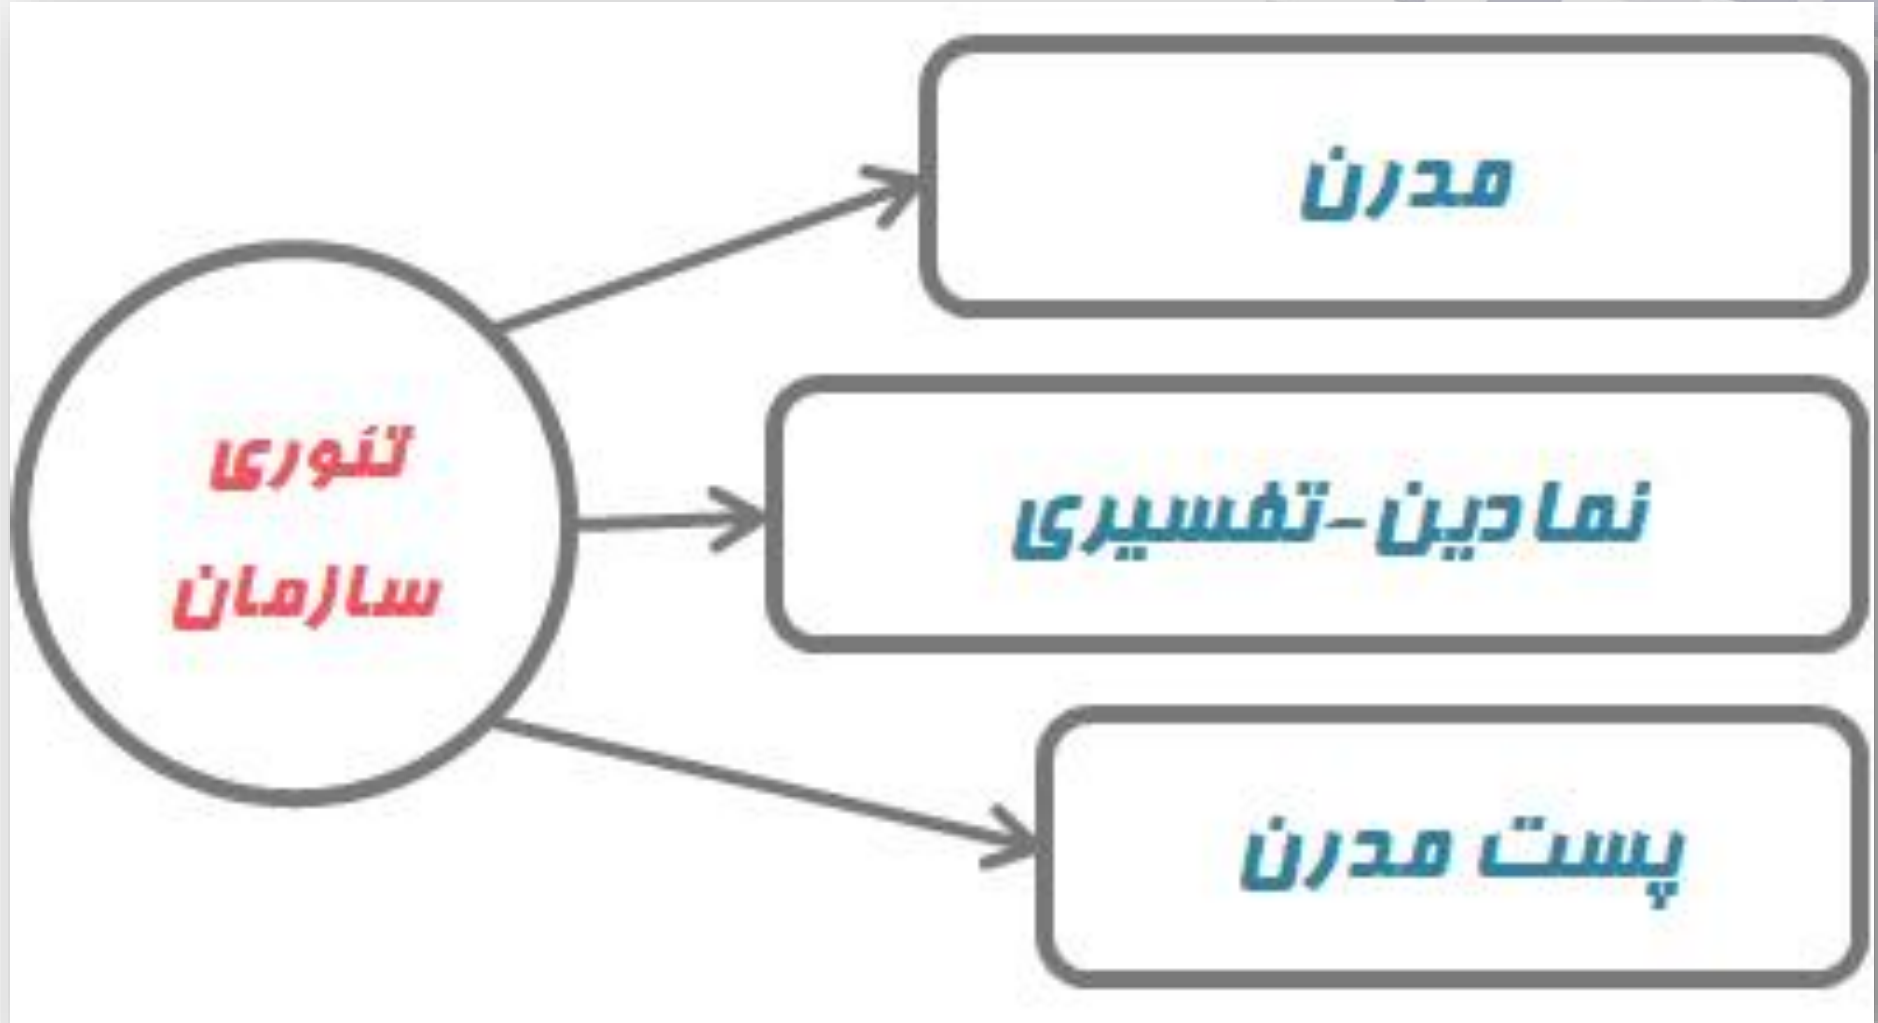 تئوری
سازمان
مدرن
نمادین-تفسیری
پست مدرن